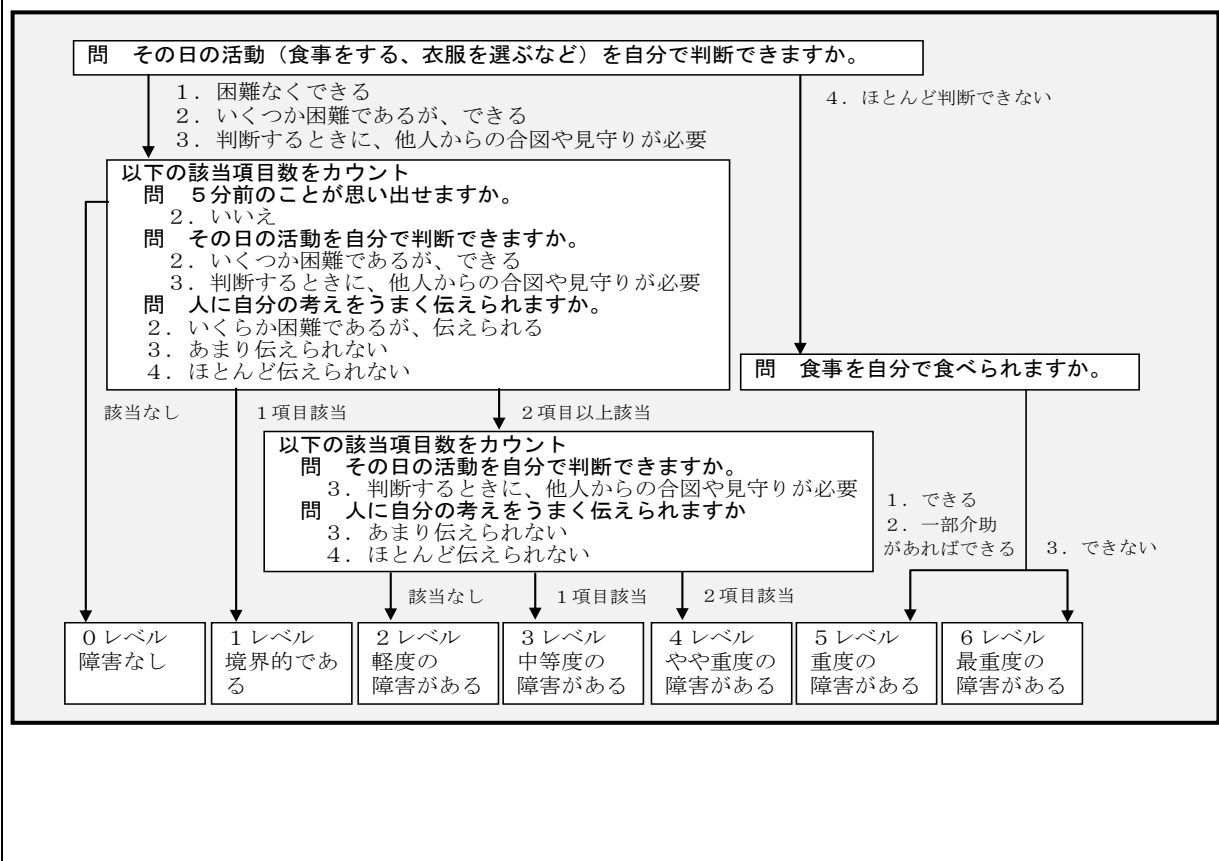 問　その日の活動（食事をする、衣服を選ぶなど）を自分で判断できますか。
１．困難なくできる
２．いくつか困難であるが、できる
３．判断するときに、他人からの合図や見守りが必要
４．ほとんど判断できない
以下の該当項目数をカウント
問　５分前のことが思い出せますか。
２．いいえ
問　その日の活動を自分で判断できますか。
２．いくつか困難であるが、できる
３．判断するときに、他人からの合図や見守りが必要
問　人に自分の考えをうまく伝えられますか。
２．いくらか困難であるが、伝えられる
３．あまり伝えられない
４．ほとんど伝えられない
問　食事を自分で食べられますか。
該当なし
１項目該当
２項目以上該当
以下の該当項目数をカウント
問　その日の活動を自分で判断できますか。
３．判断するときに、他人からの合図や見守りが必要
問　人に自分の考えをうまく伝えられますか
３．あまり伝えられない
４．ほとんど伝えられない
１．できる
２．一部介助
があればできる
３．できない
該当なし
１項目該当
２項目該当
０レベル
障害なし
１レベル
境界的であ
る
２レベル
軽度の
障害がある
３レベル
中等度の
障害がある
４レベル
やや重度の
障害がある
５レベル
重度の
障害がある
６レベル
最重度の
障害がある